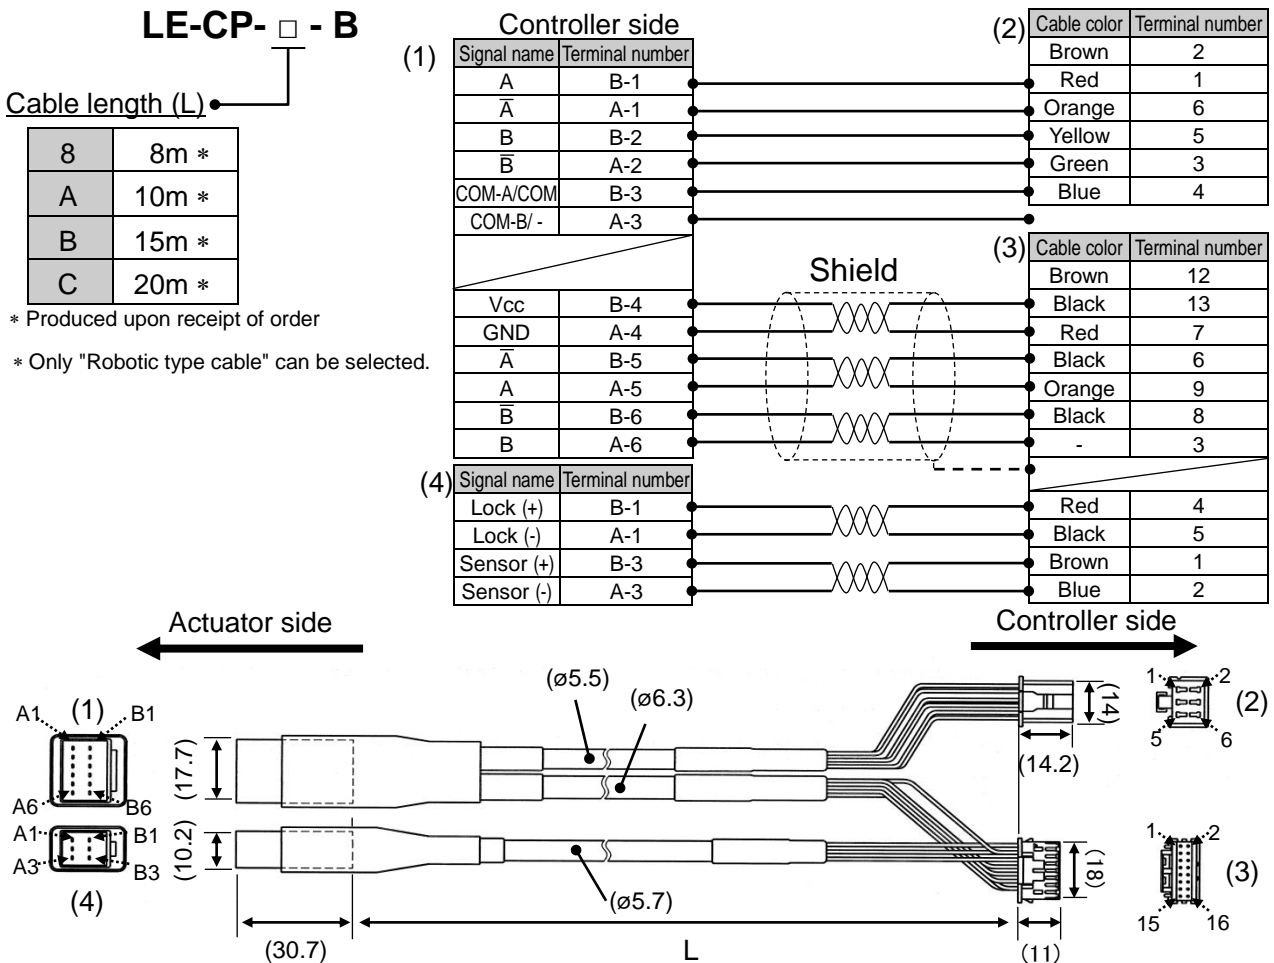 LE-CP- □ - B
Cable length (L)
8 8m *
A 10m *
B 15m *
C 20m *
* Produced upon receipt of order
* Only "Robotic type cable" can be selected.
Controller side
(1)
Signal name Terminal number
A B-1
A̅ A-1
B B-2
B̅ A-2
COM-A/COM B-3
COM-B/ - A-3
Vcc B-4
GND A-4
A̅ B-5
A A-5
B̅ B-6
B A-6
Shield
(4)
Signal name Terminal number
Lock (+) B-1
Lock (-) A-1
Sensor (+) B-3
Sensor (-) A-3
(2)
Cable color Terminal number
Brown 2
Red 1
Orange 6
Yellow 5
Green 3
Blue 4
(3)
Cable color Terminal number
Brown 12
Black 13
Red 7
Black 6
Orange 9
Black 8
- 3
Red 4
Black 5
Brown 1
Blue 2
Actuator side
Controller side
A1 (1) B1
A6 B6
A1 B1
A3 B3
(4)
(17.7)
(10.2)
(30.7)
(ø5.5)
(ø6.3)
(ø5.7)
L
(14)
(14.2)
(18)
(11)
1 2
(2)
5 6
1 2
(3)
15 16